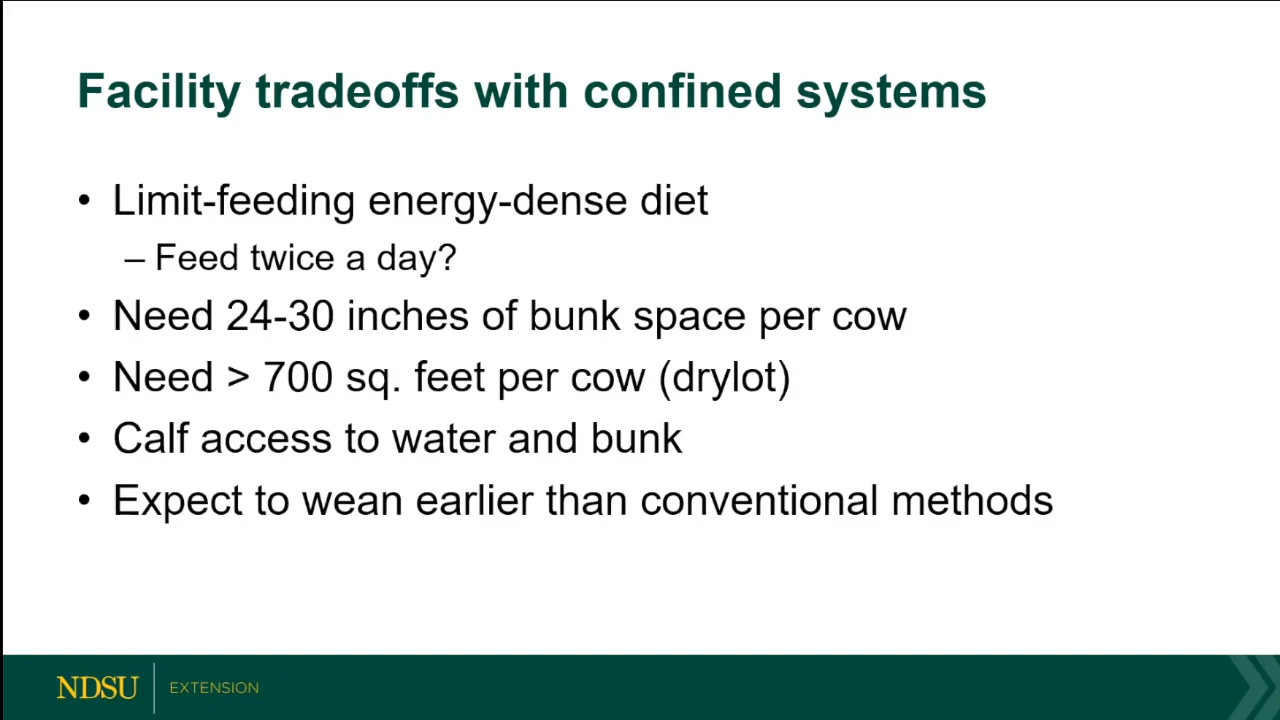 Facility tradeoffs with confined systems
• Limit-feeding energy-dense diet
– Feed twice a day?
• Need 24-30 inches of bunk space per cow
• Need > 700 sq. feet per cow (drylot)
• Calf access to water and bunk
• Expect to wean earlier than conventional methods
NDSU EXTENSION